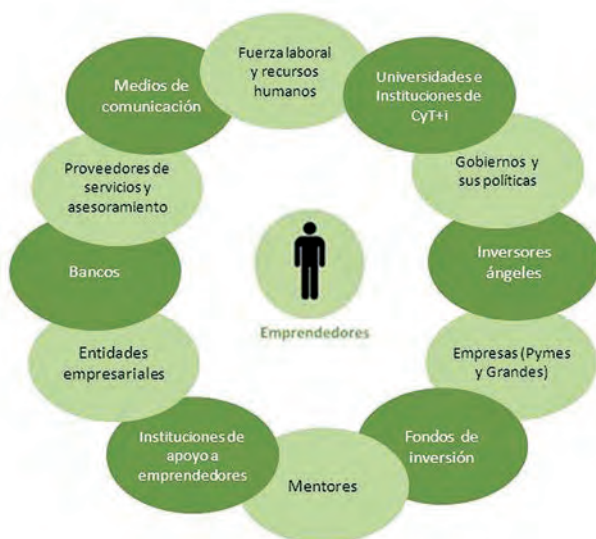 Fuerza laboral
y recursos
humanos
Universidades e
Instituciones de
CyT+i
Gobiernos y
sus políticas
Inversores
ángeles
Empresas (Pymes
y Grandes)
Fondos de
inversión
Mentores
Instituciones de
apoyo a
emprendedores
Entidades
empresariales
Bancos
Proveedores de
servicios y
asesoramiento
Medios de
comunicación
Emprendedores